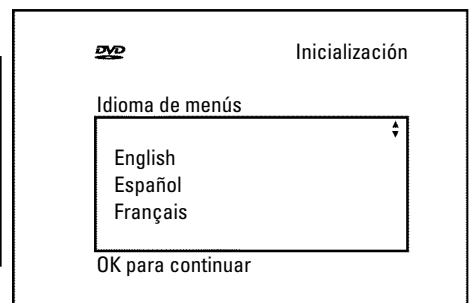 DVD
Inicialización
Idioma de menús
English
Español
Français
OK para continuar